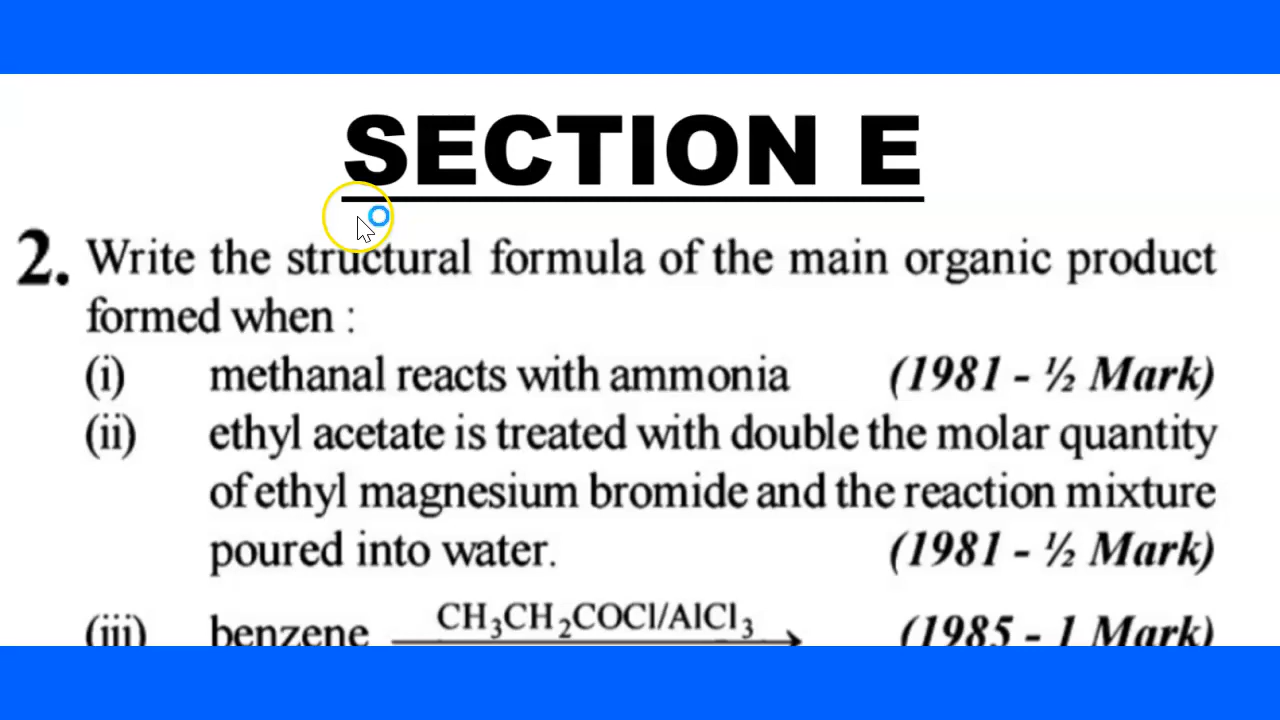 SECTION E
2. Write the structural formula of the main organic product
formed when :
(i) methanal reacts with ammonia (1981 - ½ Mark)
(ii) ethyl acetate is treated with double the molar quantity
of ethyl magnesium bromide and the reaction mixture
poured into water. (1981 - ½ Mark)
(iii) benzene CH₃CH₂COCl/AlCl₃ (1985 - 1 Mark)